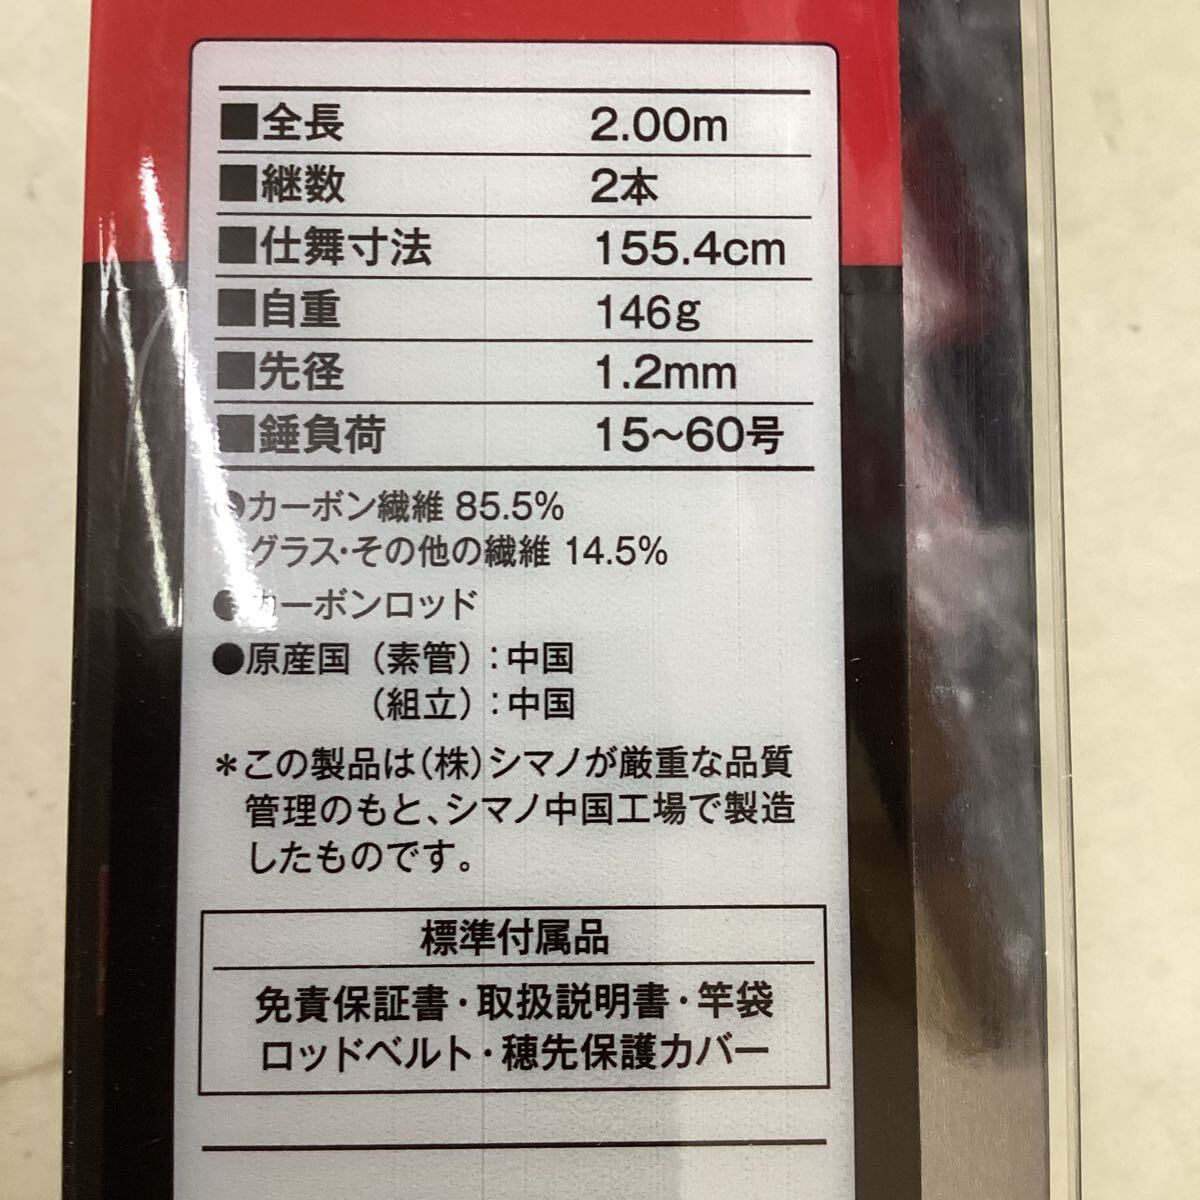 ■全長 2.00m
■継数 2本
■仕舞寸法 155.4cm
■自重 146g
■先径 1.2mm
■錘負荷 15～60号
●カーボン繊維 85.5%
グラス・その他の繊維 14.5%
●カーボンロッド
●原産国（素管）：中国
（組立）：中国
＊この製品は（株）シマノが厳重な品質
管理のもと、シマノ中国工場で製造
したものです。
標準付属品
免責保証書・取扱説明書・竿袋
ロッドベルト・穂先保護カバー